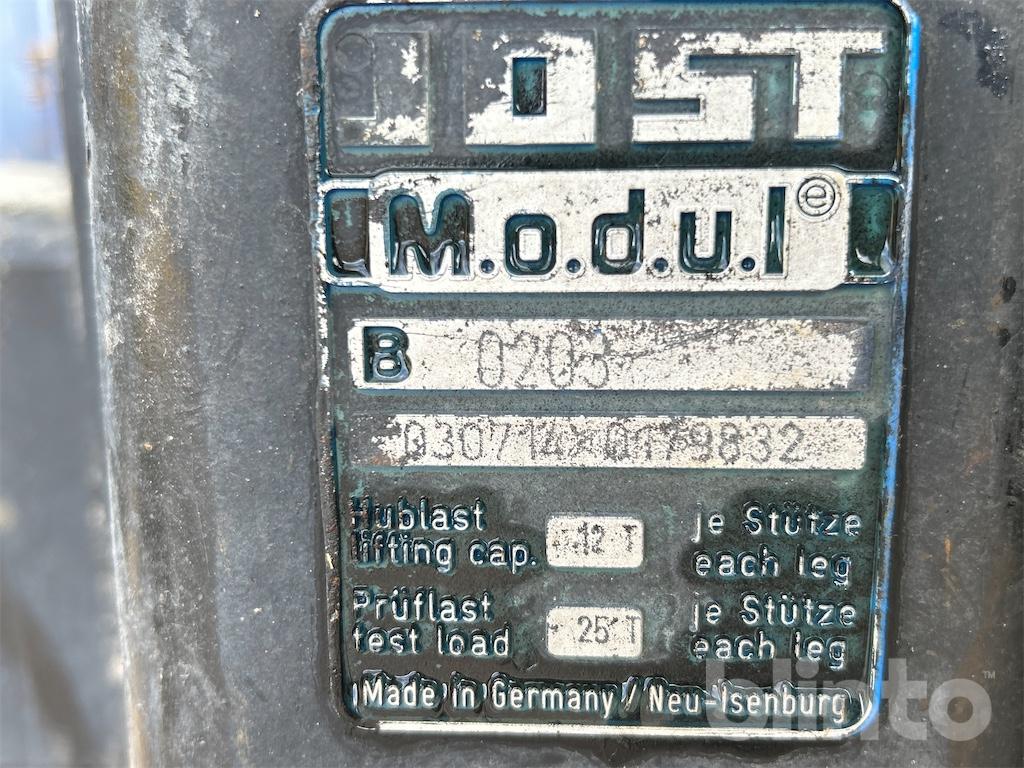 JOST
M.o.d.u.l ⓔ
B 0203
Hublast je Stütze
lifting cap. 12 T each leg
Prüflast je Stütze
test load 25 T each leg
Made in Germany / Neu-Isenburg
blinto™